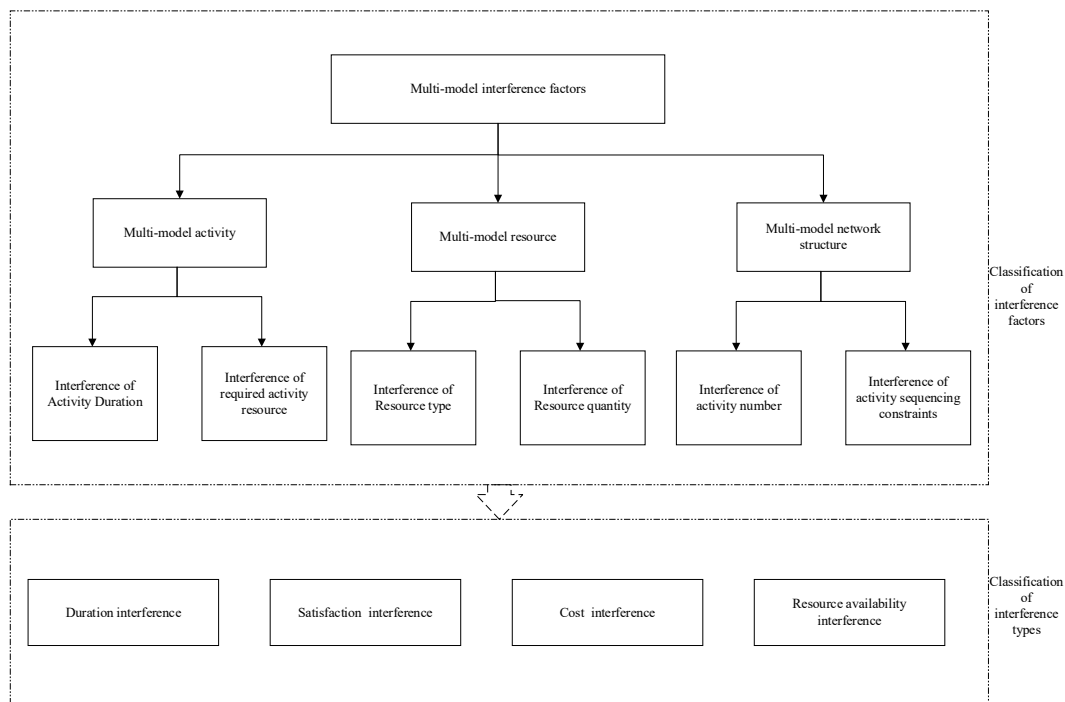 Multi-model interference factors
Multi-model activity
Multi-model resource
Multi-model network
structure
Classification
of
interference
factors
Interference of
Activity Duration
Interference of
required activity
resource
Interference of
Resource type
Interference of
Resource quantity
Interference of
activity number
Interference of
activity sequencing
constraints
Duration interference
Satisfaction interference
Cost interference
Resource availability
interference
Classification
of
interference
types